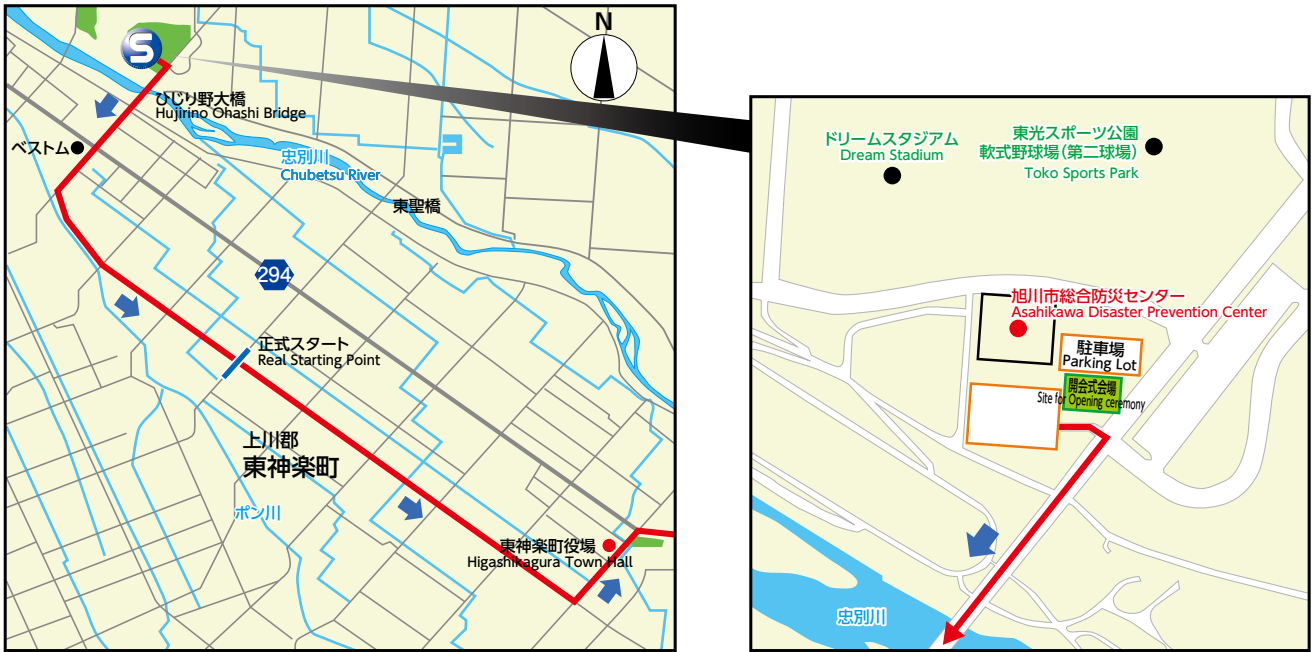 S
N
ひじり野大橋
Hujirino Ohashi Bridge
ベストム
忠別川
Chubetsu River
東聖橋
294
正式スタート
Real Starting Point
上川郡
東神楽町
ポン川
東神楽町役場
Higashikagura Town Hall
ドリームスタジアム
Dream Stadium
東光スポーツ公園
軟式野球場(第二球場)
Toko Sports Park
旭川市総合防災センター
Asahikawa Disaster Prevention Center
駐車場
Parking Lot
開会式会場
Site for Opening ceremony
忠別川